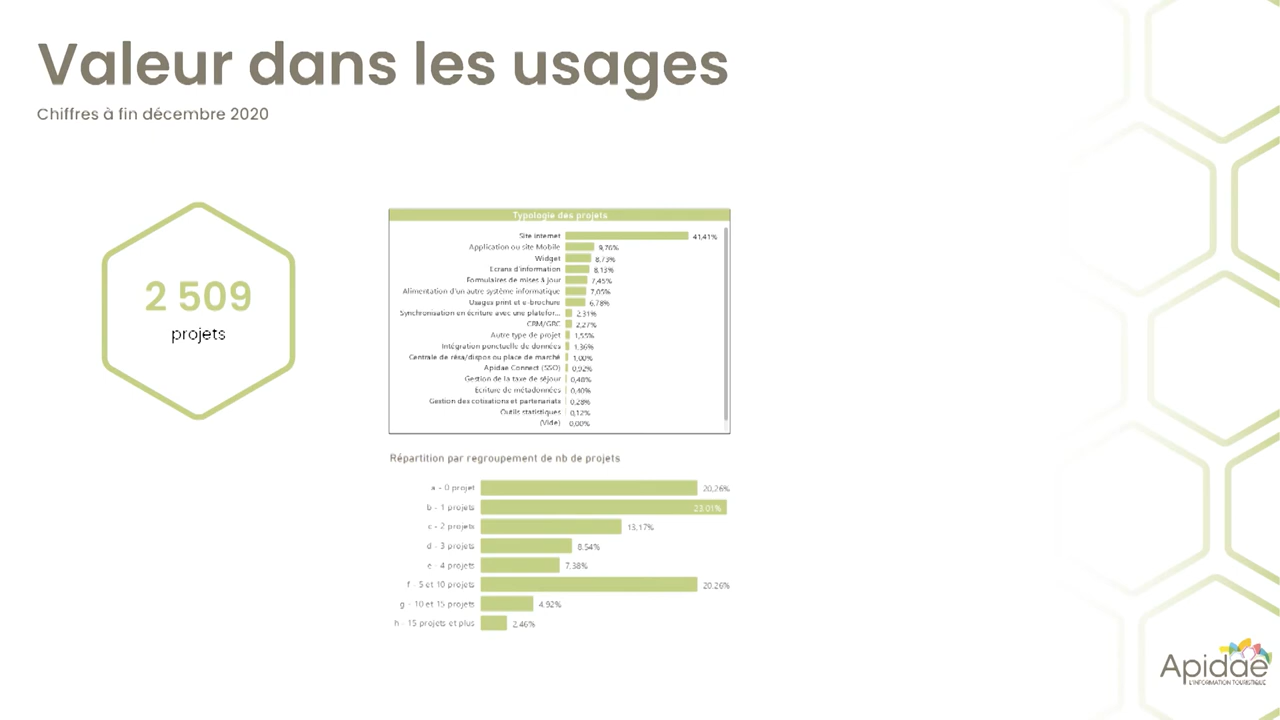 Valeur dans les usages
Chiffres à fin décembre 2020
2 509
projets
Typologie des projets
Site internet 41,41%
Application ou site Mobile 9,76%
Widget 8,73%
Ecrans d'information 8,13%
Formulaires de mises à jour 7,45%
Alimentation d'un autre système informatique 7,05%
Usages print et e-brochure 6,78%
Synchronisation en écriture avec une platefor... 2,31%
CRM/GRC 2,27%
Autre type de projet 1,55%
Intégration ponctuelle de données 1,36%
Centrale de résa/dispos ou place de marché 1,00%
Apidae Connect (SSO) 0,92%
Gestion de la taxe de séjour 0,48%
Ecriture de métadonnées 0,40%
Gestion des cotisations et partenariats 0,28%
Outils statistiques 0,12%
(Vide) 0,00%
Répartition par regroupement de nb de projets
a - 0 projet 20,26%
b - 1 projets 23,01%
c - 2 projets 13,17%
d - 3 projets 8,54%
e - 4 projets 7,38%
f - 5 et 10 projets 20,26%
g - 10 et 15 projets 4,92%
h - 15 projets et plus 2,46%
Apidae
L'INFORMATION TOURISTIQUE